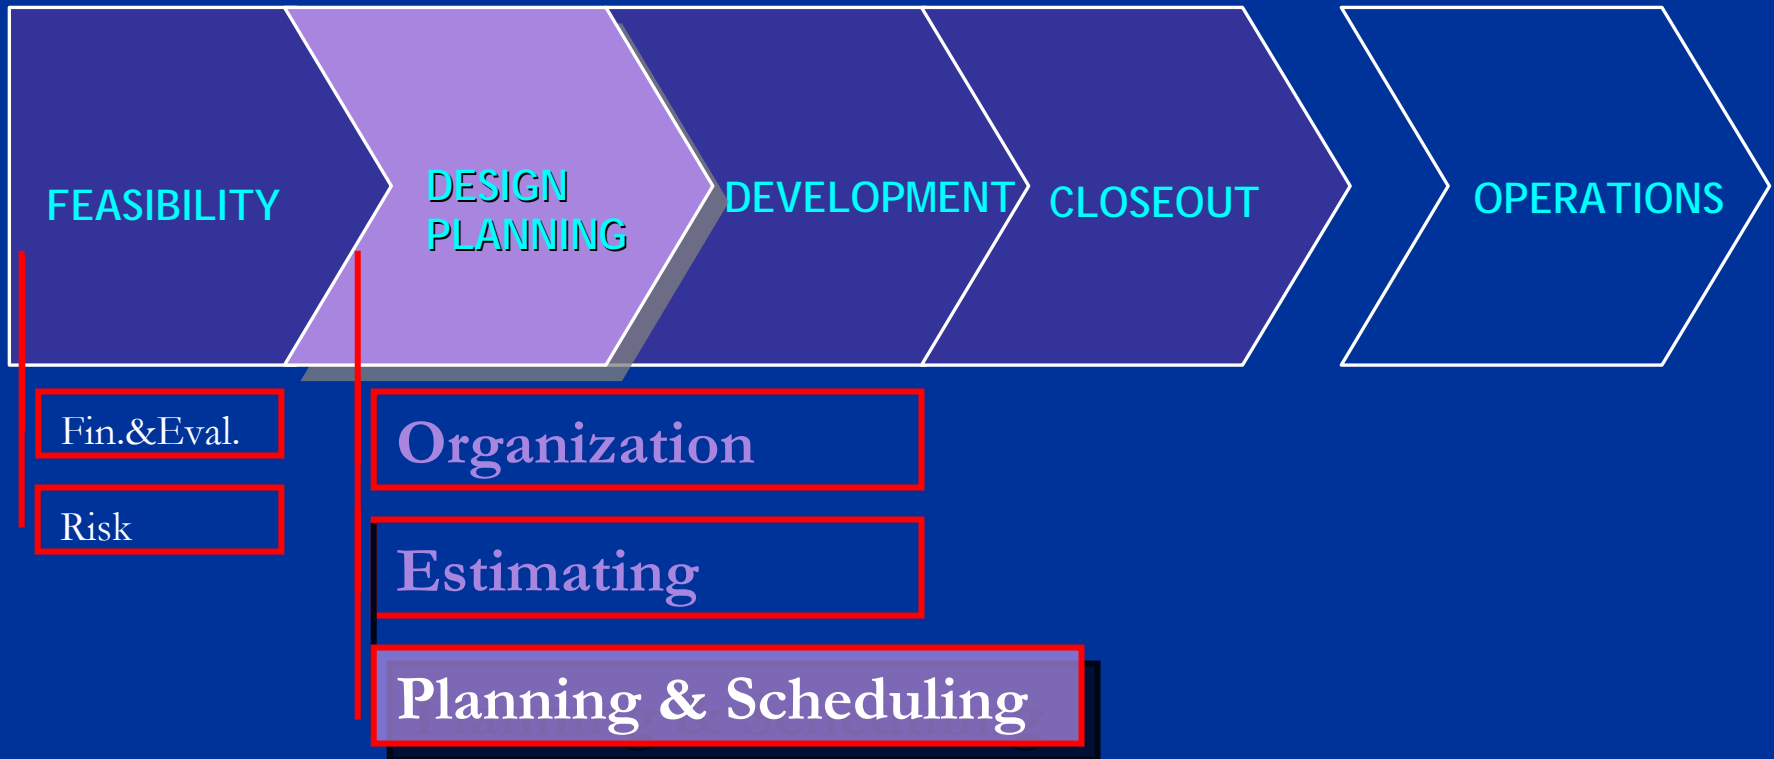 FEASIBILITY
DESIGN
PLANNING
DEVELOPMENT
CLOSEOUT
OPERATIONS
Fin.&Eval.
Risk
Organization
Estimating
Planning & Scheduling